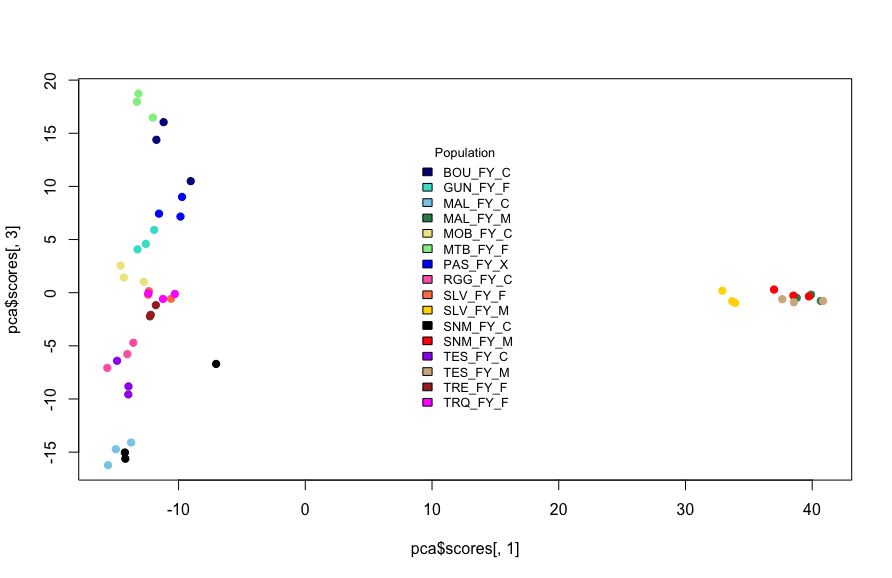 20
15
10
5
0
-5
-10
-15
pca$scores[, 3]
Population
BOU_FY_C
GUN_FY_F
MAL_FY_C
MAL_FY_M
MOB_FY_C
MTB_FY_F
PAS_FY_X
RGG_FY_C
SLV_FY_F
SLV_FY_M
SNM_FY_C
SNM_FY_M
TES_FY_C
TES_FY_M
TRE_FY_F
TRQ_FY_F
-10 0 10 20 30 40
pca$scores[, 1]